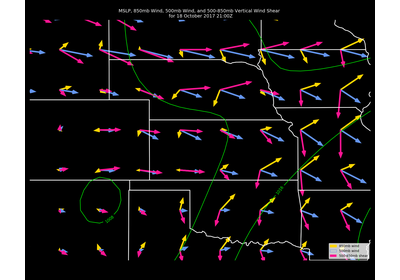 MSLP, 850mb Wind, 500mb Wind, and 500-850mb Vertical Wind Shear
for 18 October 2017 21:00Z
850mb wind
500mb wind
500-850mb shear